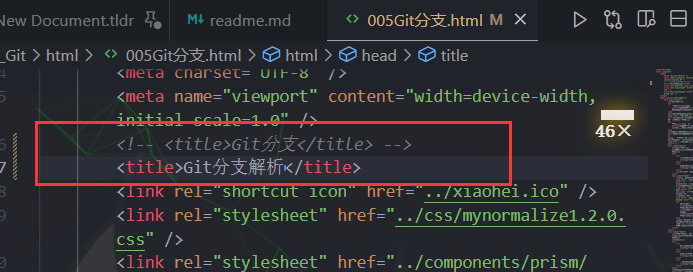 New Document.tldr
readme.md
005Git分支.html M ×
_Git > html > 005Git分支.html > html > head > title
<meta charset="UTF-8" />
5
<meta name="viewport" content="width=device-width,
initial-scale=1.0" />
46×
6
<!-- <title>Git分支</title> -->
7
<title>Git分支解析</title>
8
<link rel="shortcut icon" href="../xiaohei.ico" />
9
<link rel="stylesheet" href="../css/mynormalize1.2.0.
css" />
0
<link rel="stylesheet" href="../components/prism/